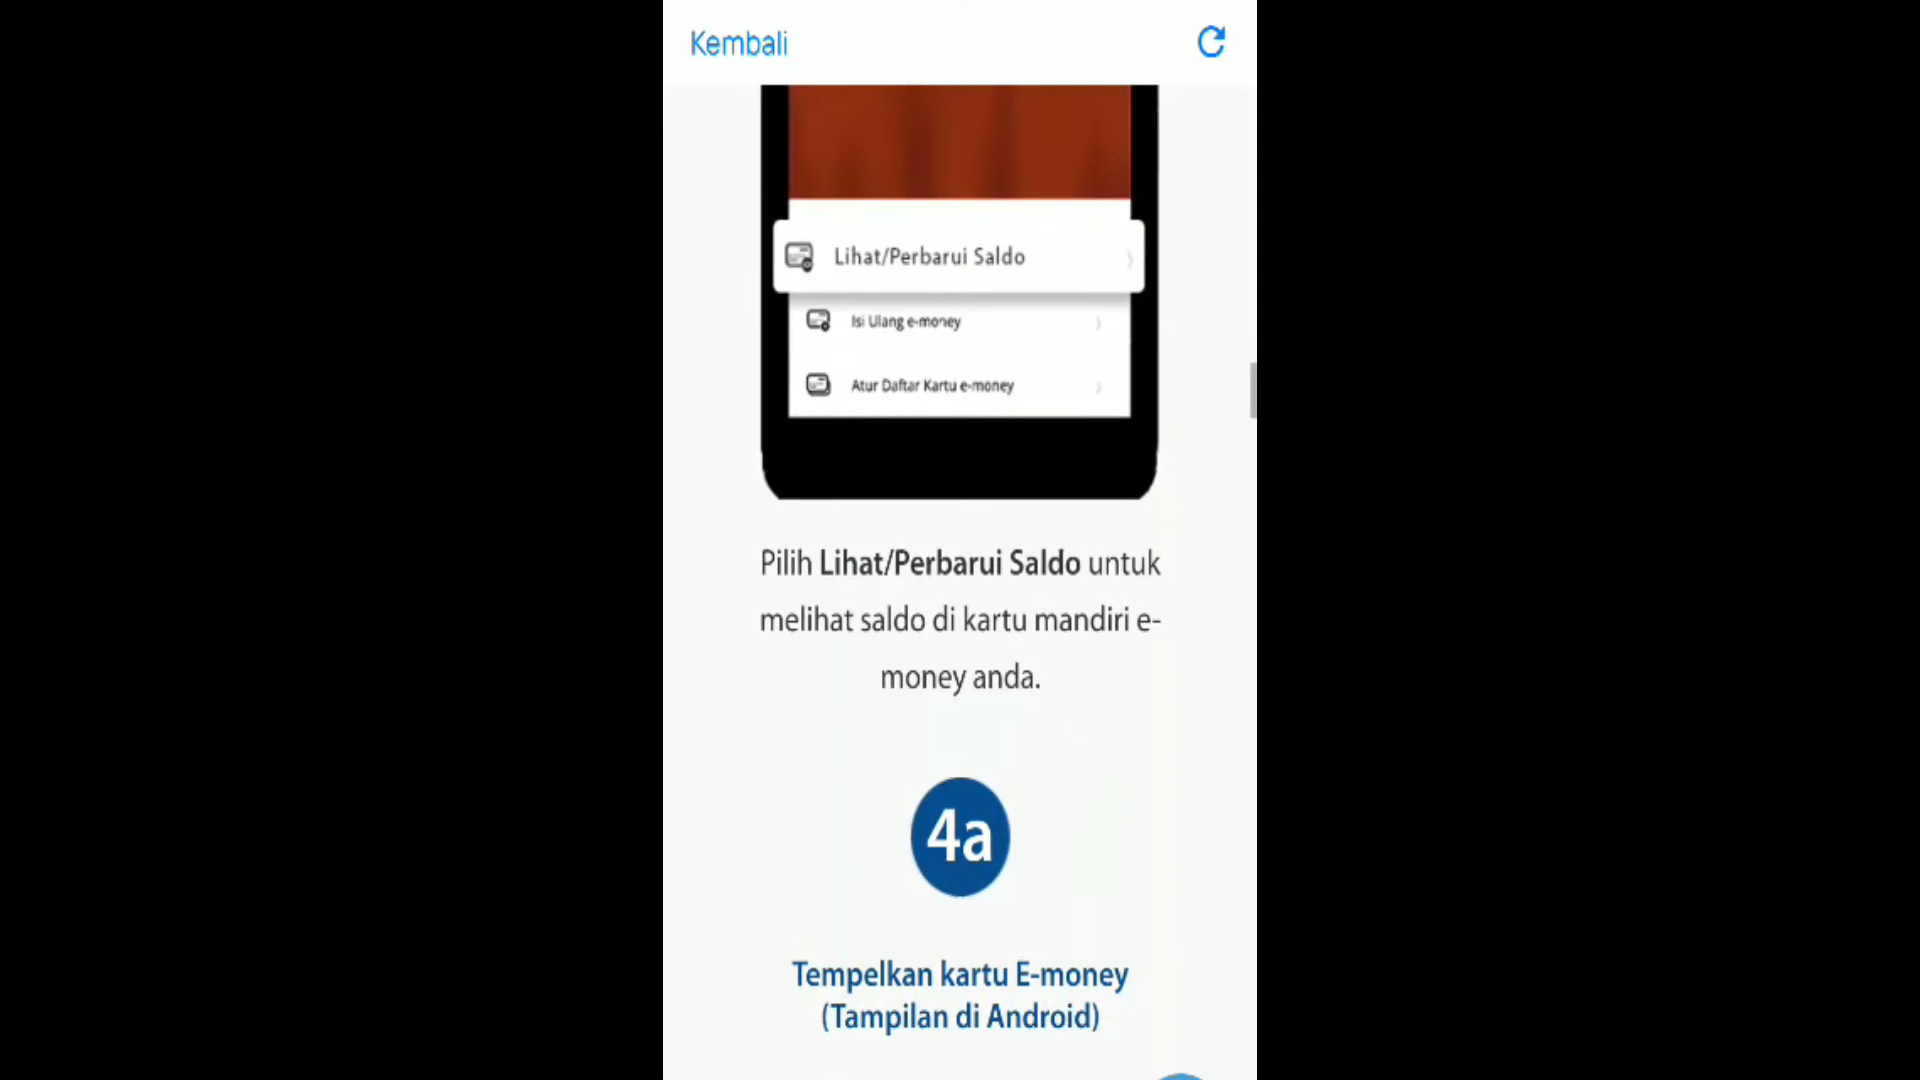 Kembali
Lihat/Perbarui Saldo
Isi Ulang e-money
Atur Daftar Kartu e-money
Pilih Lihat/Perbarui Saldo untuk
melihat saldo di kartu mandiri e-
money anda.
4a
Tempelkan kartu E-money
(Tampilan di Android)